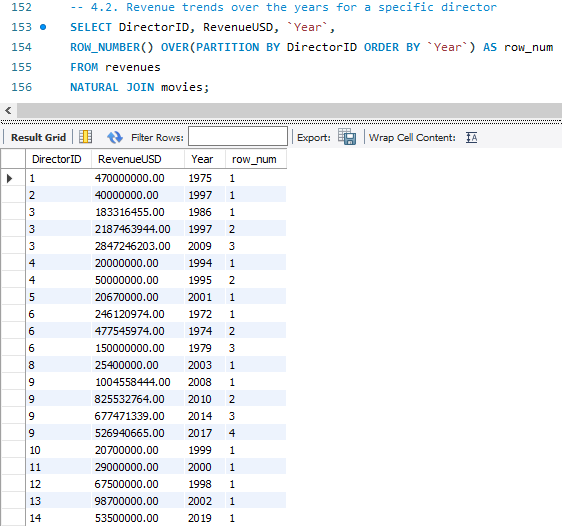 152 -- 4.2. Revenue trends over the years for a specific director
153 SELECT DirectorID, RevenueUSD, `Year`,
154 ROW_NUMBER() OVER(PARTITION BY DirectorID ORDER BY `Year`) AS row_num
155 FROM revenues
156 NATURAL JOIN movies;
Result Grid Filter Rows: Export: Wrap Cell Content: IA
DirectorID RevenueUSD Year row_num
1 470000000.00 1975 1
2 40000000.00 1997 1
3 183316455.00 1986 1
3 2187463944.00 1997 2
3 2847246203.00 2009 3
4 20000000.00 1994 1
4 50000000.00 1995 2
5 20670000.00 2001 1
6 246120974.00 1972 1
6 477545974.00 1974 2
6 150000000.00 1979 3
8 25400000.00 2003 1
9 1004558444.00 2008 1
9 825532764.00 2010 2
9 677471339.00 2014 3
9 526940665.00 2017 4
10 20700000.00 1999 1
11 29000000.00 2000 1
12 67500000.00 1998 1
13 98700000.00 2002 1
14 53500000.00 2019 1